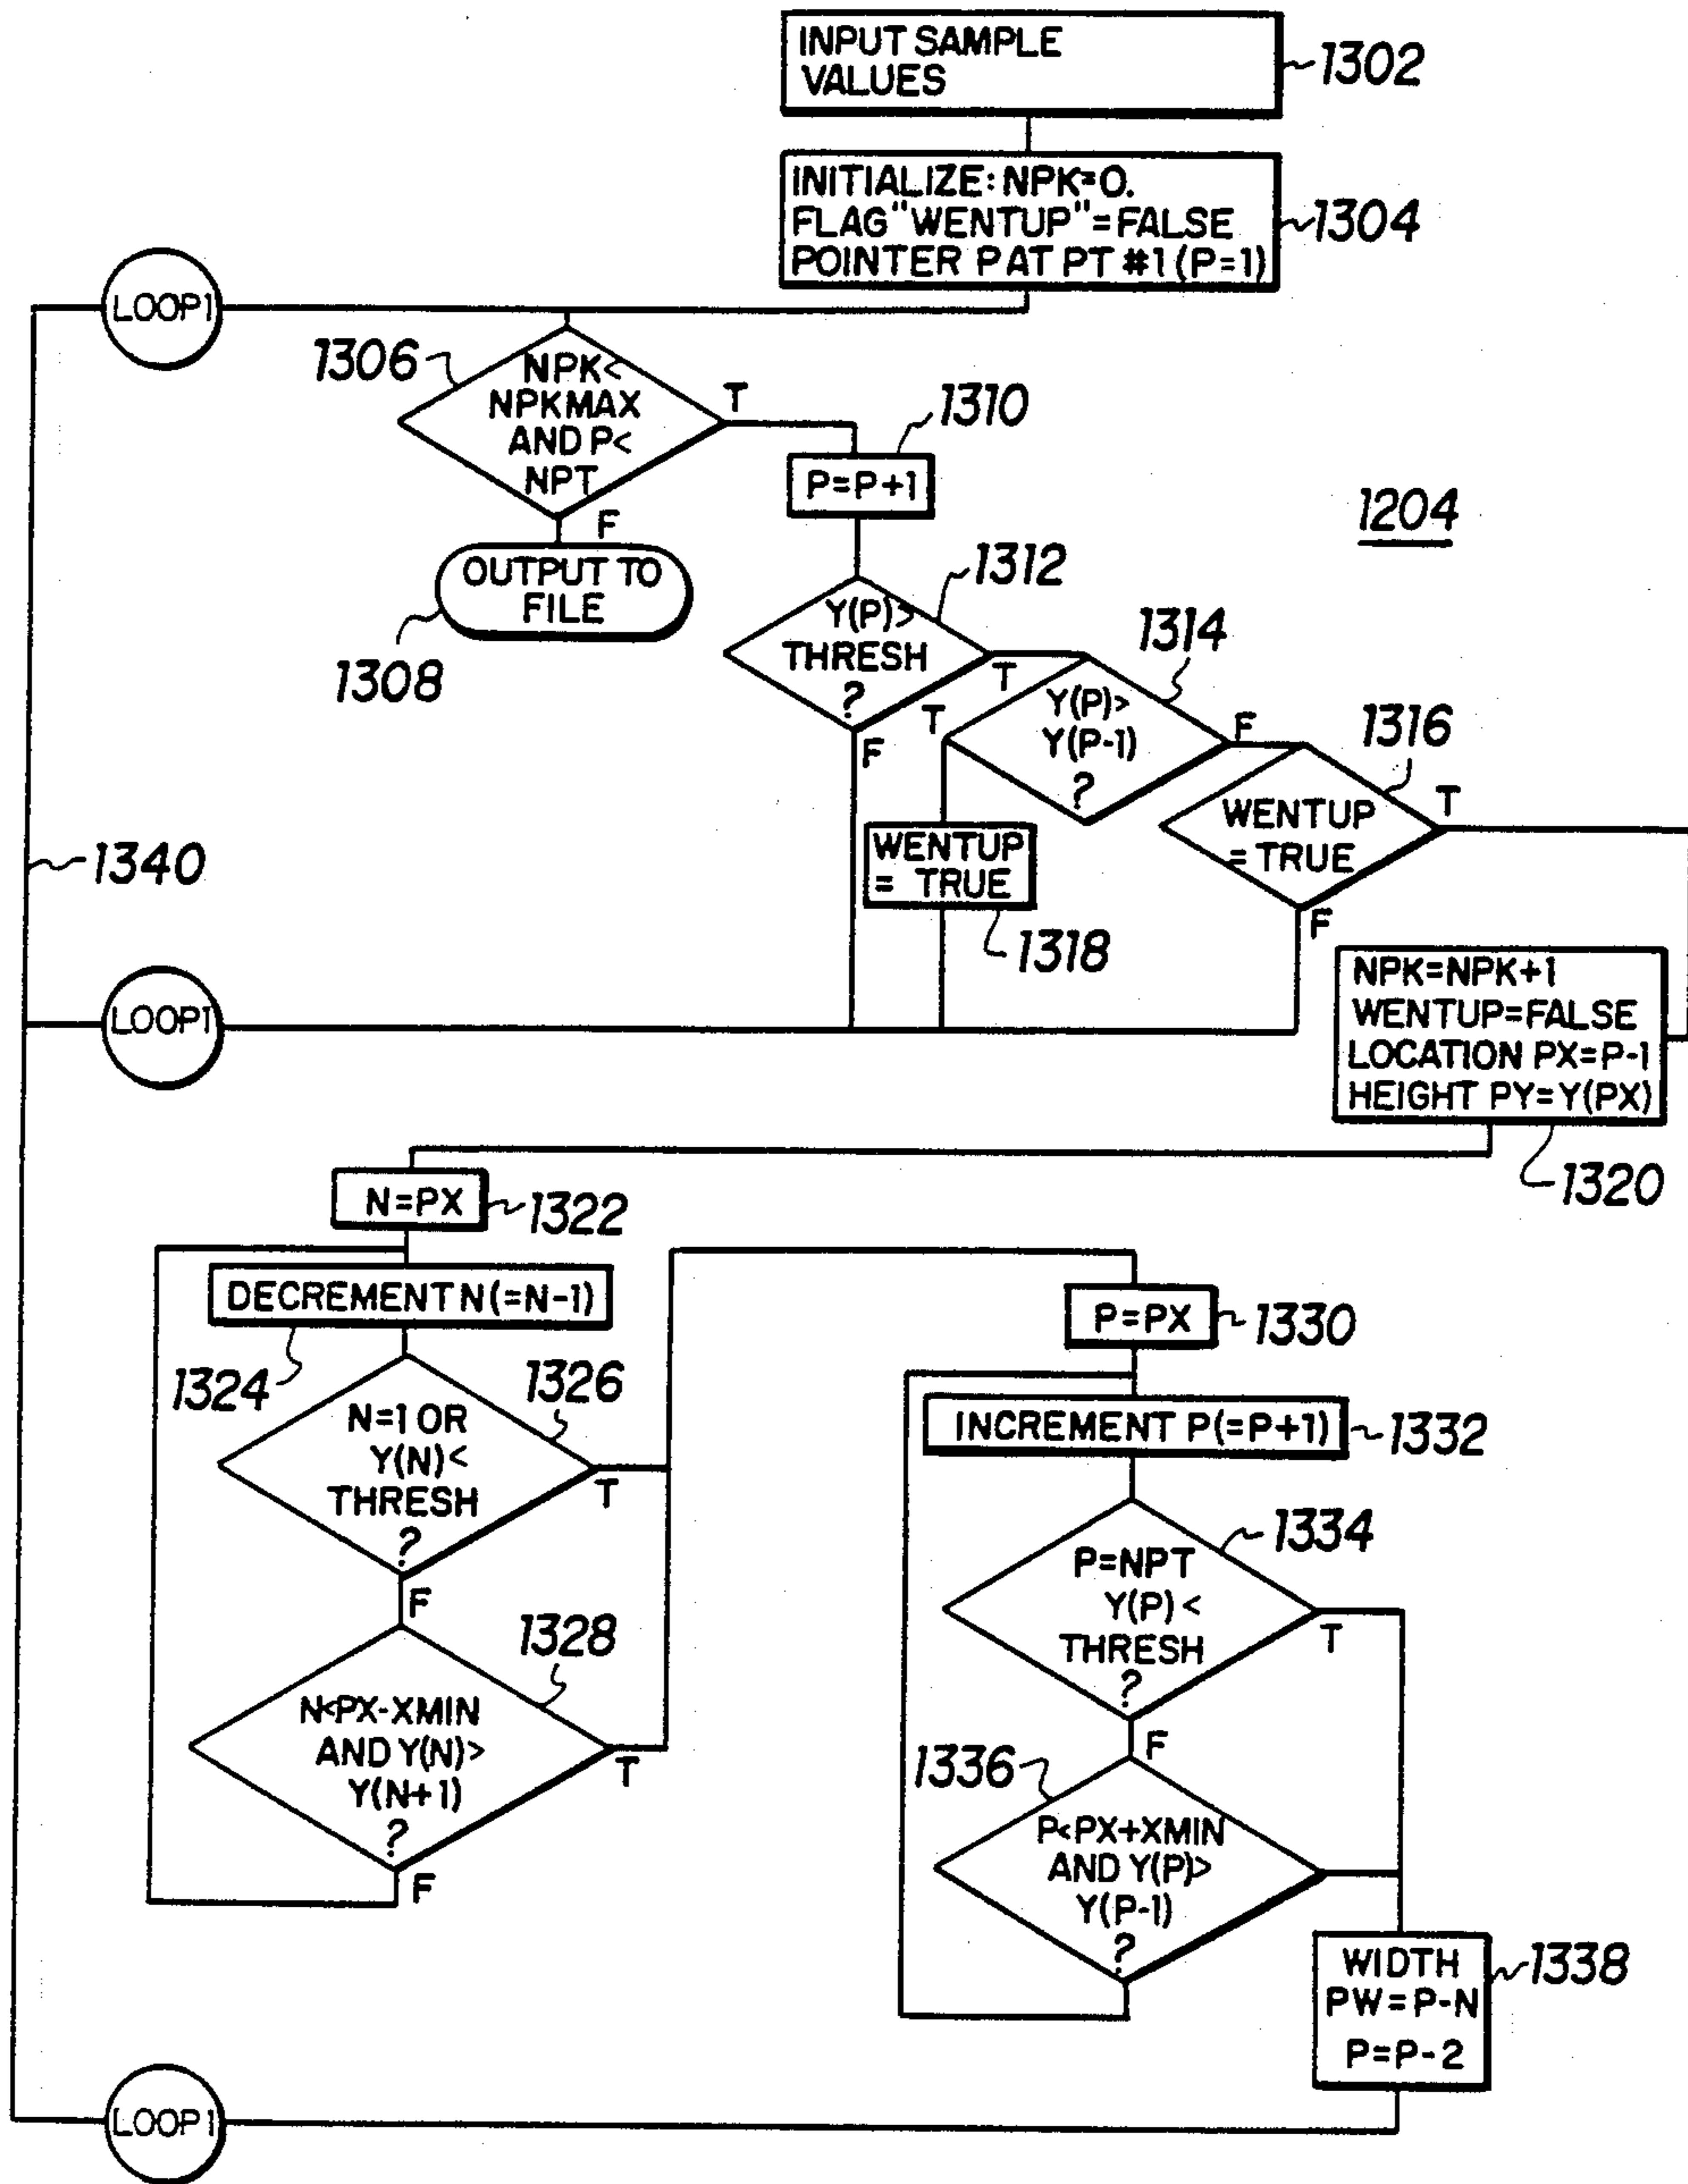 INPUT SAMPLE
VALUES
1302
INITIALIZE: NPK=0.
FLAG "WENTUP"=FALSE
POINTER P AT PT #1 (P=1)
1304
LOOP1
1306
NPK<
NPKMAX
AND P<
NPT
T
F
1310
P=P+1
1204
OUTPUT TO
FILE
1308
1312
Y(P)>
THRESH
?
T
F
1314
Y(P)>
Y(P-1)
?
T
F
1316
WENTUP
= TRUE
T
F
WENTUP
= TRUE
1318
1340
LOOP1
NPK=NPK+1
WENTUP=FALSE
LOCATION PX=P-1
HEIGHT PY=Y(PX)
1320
N=PX
1322
DECREMENT N(=N-1)
1324
1326
N=1 OR
Y(N)<
THRESH
?
T
F
1328
N<PX-XMIN
AND Y(N)>
Y(N+1)
?
T
F
P=PX
1330
INCREMENT P(=P+1)
1332
1334
P=NPT
Y(P)<
THRESH
?
T
F
1336
P<PX+XMIN
AND Y(P)>
Y(P-1)
?
WIDTH
PW=P-N
P=P-2
1338
LOOP1